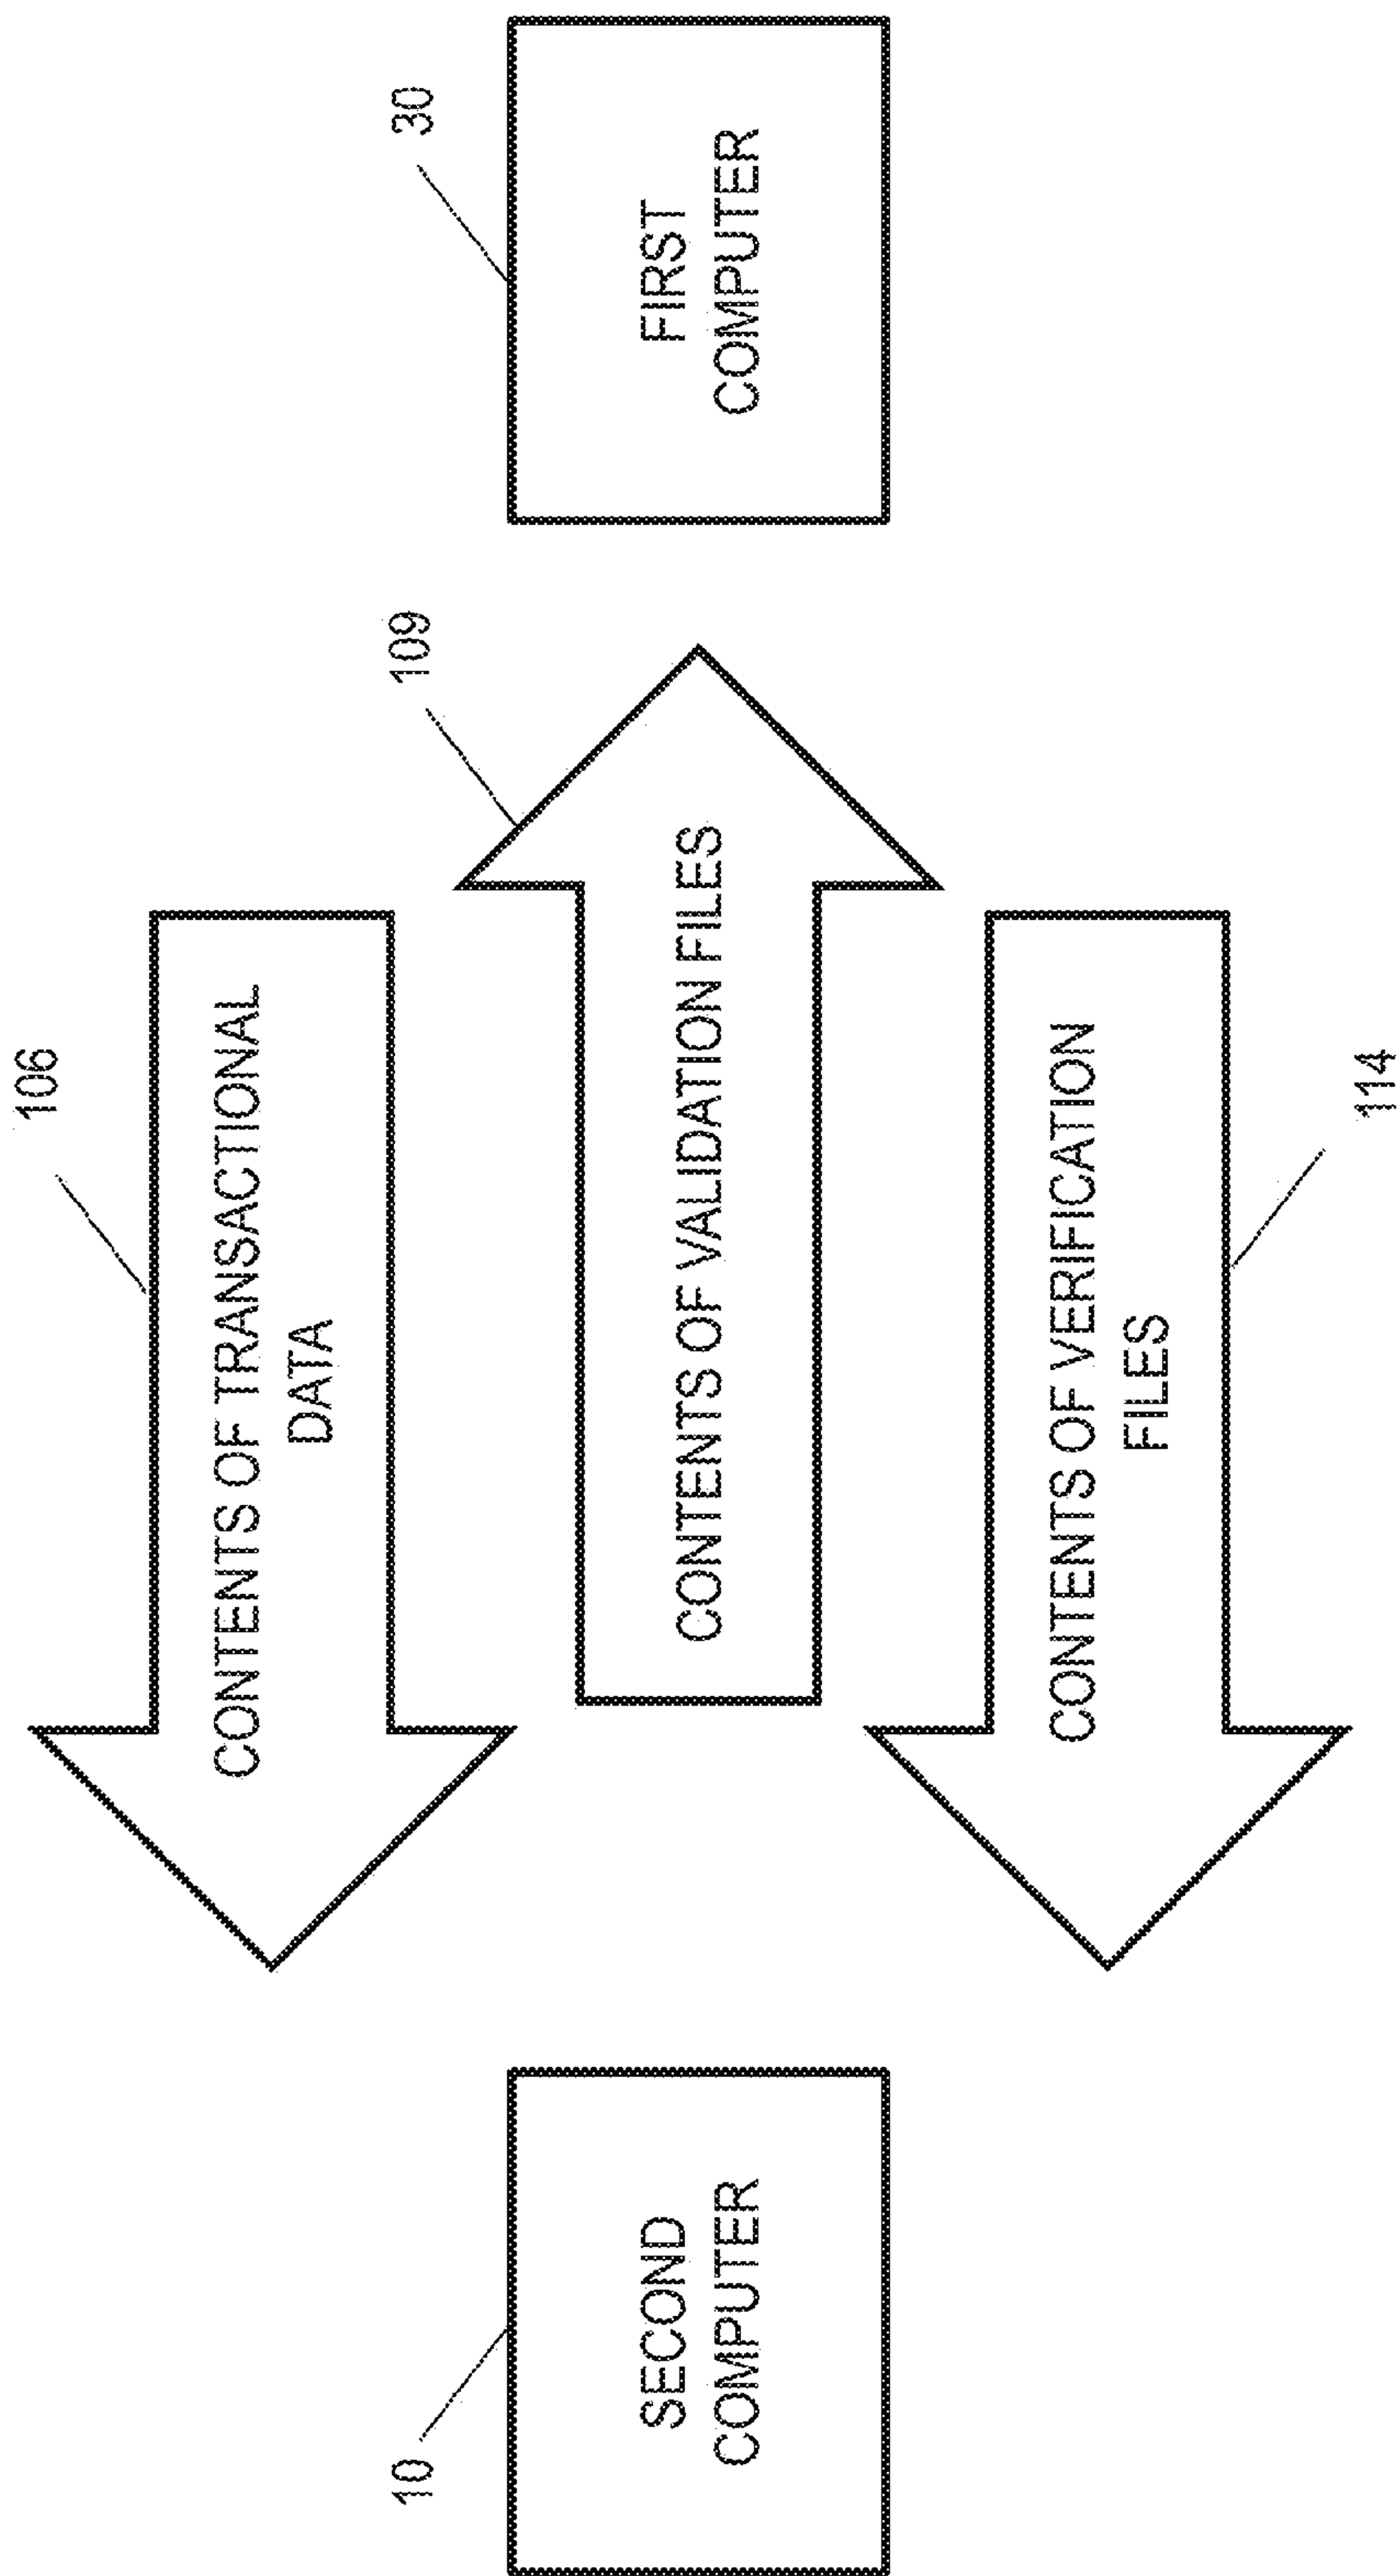 106
CONTENTS OF TRANSACTIONAL
DATA
10
SECOND
COMPUTER
109
CONTENTS OF VALIDATION FILES
30
FIRST
COMPUTER
CONTENTS OF VERIFICATION
FILES
114